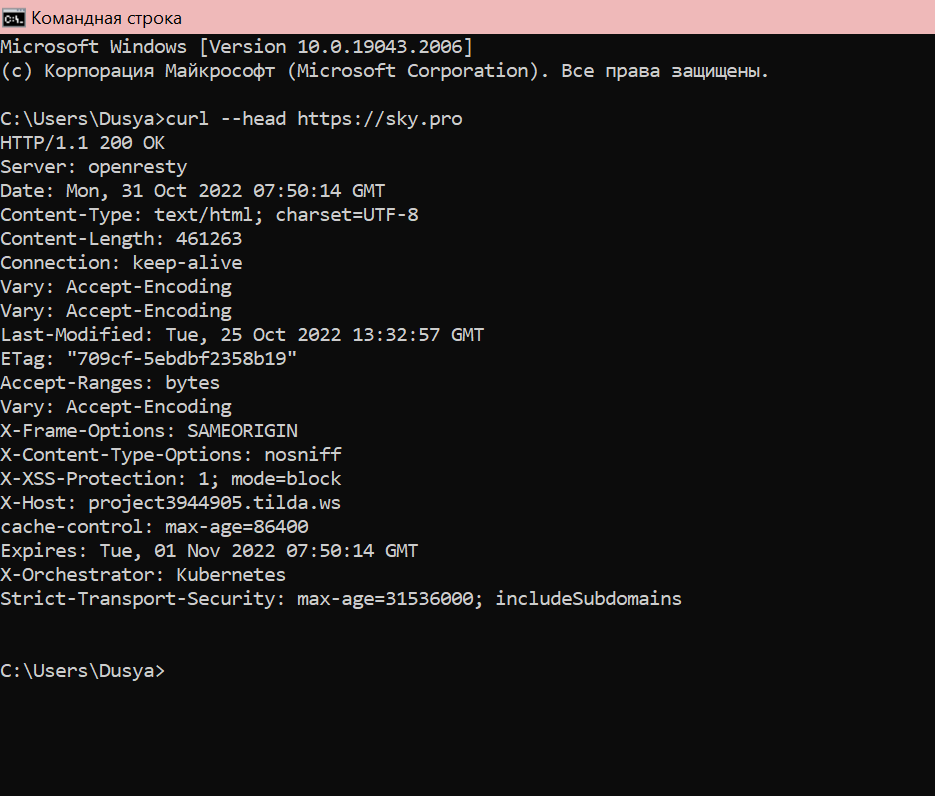 Командная строка
Microsoft Windows [Version 10.0.19043.2006]
(c) Корпорация Майкрософт (Microsoft Corporation). Все права защищены.
C:\Users\Dusya>curl --head https://sky.pro
HTTP/1.1 200 OK
Server: openresty
Date: Mon, 31 Oct 2022 07:50:14 GMT
Content-Type: text/html; charset=UTF-8
Content-Length: 461263
Connection: keep-alive
Vary: Accept-Encoding
Vary: Accept-Encoding
Last-Modified: Tue, 25 Oct 2022 13:32:57 GMT
ETag: "709cf-5ebdbf2358b19"
Accept-Ranges: bytes
Vary: Accept-Encoding
X-Frame-Options: SAMEORIGIN
X-Content-Type-Options: nosniff
X-XSS-Protection: 1; mode=block
X-Host: project3944905.tilda.ws
cache-control: max-age=86400
Expires: Tue, 01 Nov 2022 07:50:14 GMT
X-Orchestrator: Kubernetes
Strict-Transport-Security: max-age=31536000; includeSubdomains
C:\Users\Dusya>